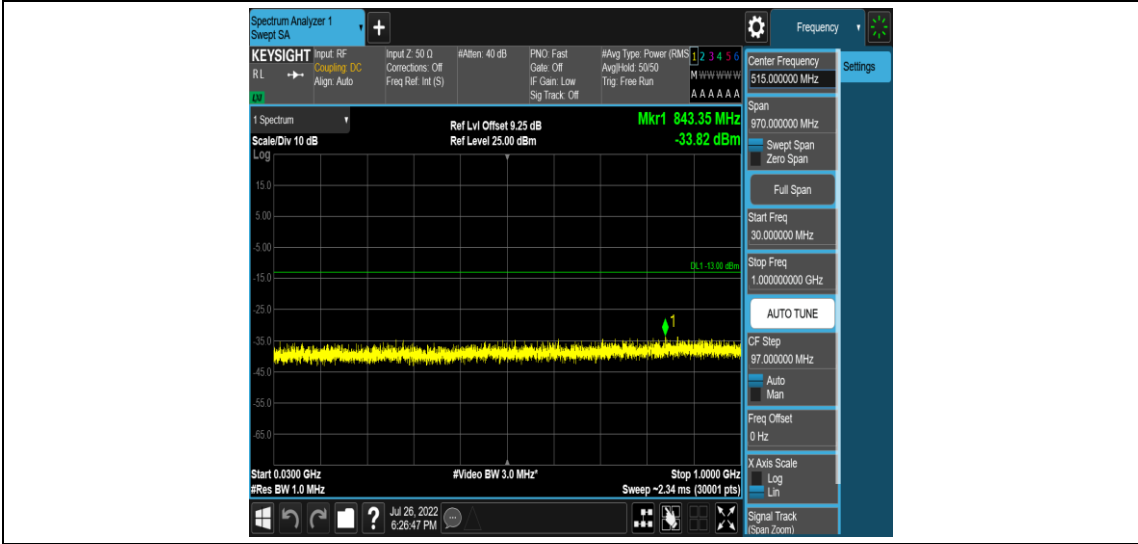 Spectrum Analyzer 1
Swept SA
+
Frequency
KEYSIGHT
Input: RF
Input Z: 50 Ω
#Atten: 40 dB
PNO: Fast
#Avg Type: Power (RMS
1 2 3 4 5 6
RL
Coupling: DC
Corrections: Off
Gate: Off
Avg|Hold: 50/50
M W W W W W
Align: Auto
Freq Ref: Int (S)
IF Gain: Low
Trig: Free Run
Sig Track: Off
A A A A A A
1 Spectrum
Ref Lvl Offset 9.25 dB
Mkr1 843.35 MHz
Scale/Div 10 dB
Ref Level 25.00 dBm
-33.82 dBm
Log
15.0
5.00
-5.00
DL1 -13.00 dBm
-15.0
-25.0
1
-35.0
-45.0
-55.0
-65.0
Start 0.0300 GHz
#Video BW 3.0 MHz*
Stop 1.0000 GHz
#Res BW 1.0 MHz
Sweep ~2.34 ms (30001 pts)
?
Jul 26, 2022
6:26:47 PM
Center Frequency
515.000000 MHz
Settings
Span
970.000000 MHz
Swept Span
Zero Span
Full Span
Start Freq
30.000000 MHz
Stop Freq
1.000000000 GHz
AUTO TUNE
CF Step
97.000000 MHz
Auto
Man
Freq Offset
0 Hz
X Axis Scale
Log
Lin
Signal Track
(Span Zoom)